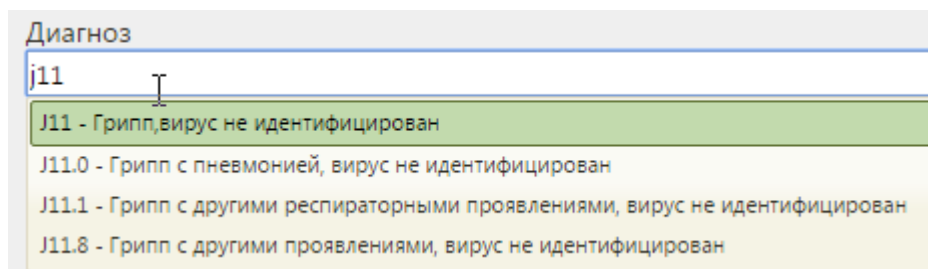 Диагноз
j11
J11 - Грипп,вирус не идентифицирован
J11.0 - Грипп с пневмонией, вирус не идентифицирован
J11.1 - Грипп с другими респираторными проявлениями, вирус не идентифицирован
J11.8 - Грипп с другими проявлениями, вирус не идентифицирован